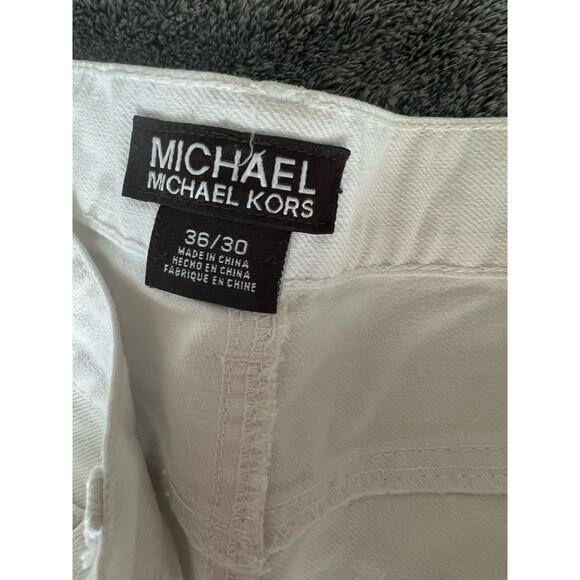 MICHAEL
MICHAEL KORS
36/30
MADE IN CHINA
HECHO EN CHINA
FABRIQUE EN CHINE